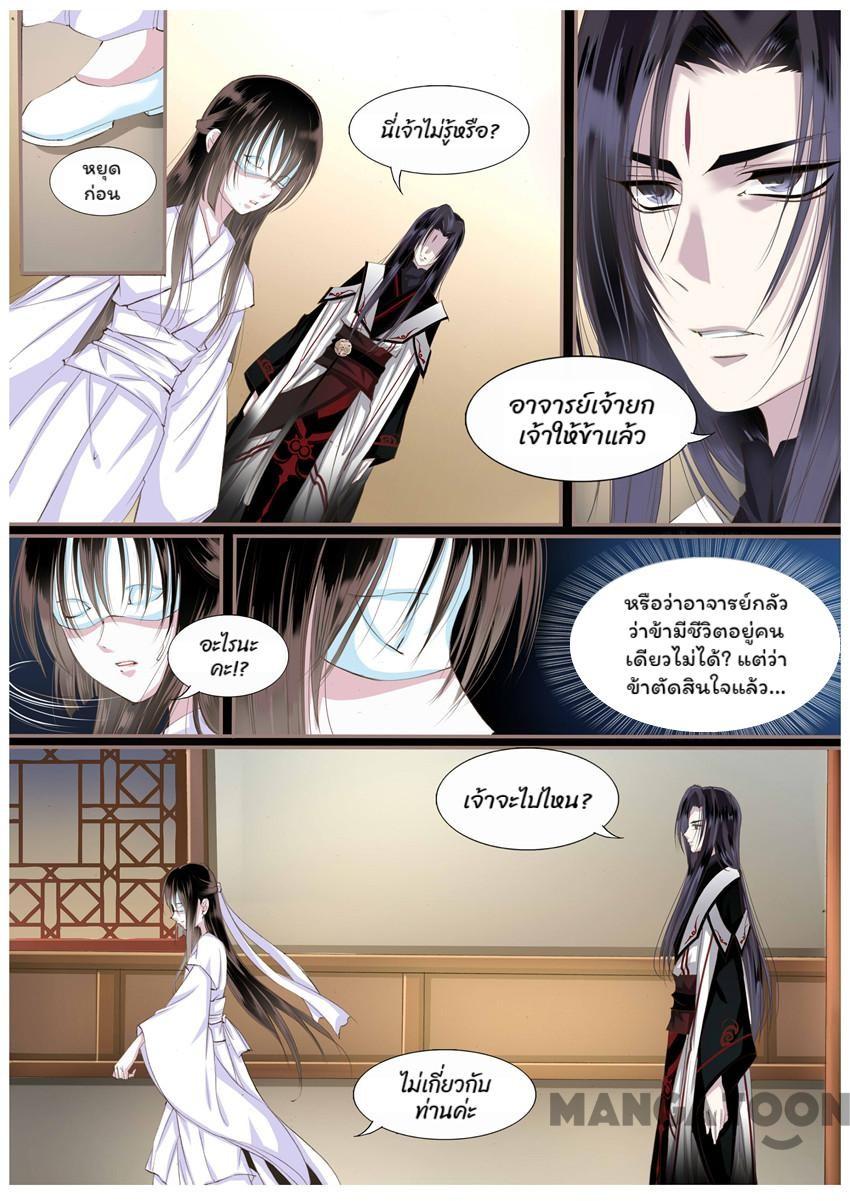 หยุด
ก่อน
นี่เจ้าไม่รู้หรือ?
อาจารย์เจ้ายก
เจ้าให้ข้าแล้ว
อะไรนะ
คะ!?
หรือว่าอาจารย์กลัว
ว่าข้ามีชีวิตอยู่คน
เดียวไม่ได้? แต่ว่า
ข้าตัดสินใจแล้ว...
เจ้าจะไปไหน?
ไม่เกี่ยวกับ
ท่านค่ะ
MANGATOON